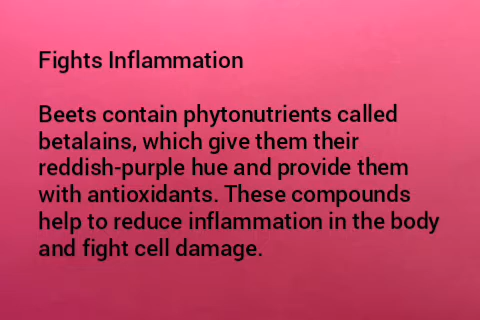 Fights Inflammation
Beets contain phytonutrients called
betalains, which give them their
reddish-purple hue and provide them
with antioxidants. These compounds
help to reduce inflammation in the body
and fight cell damage.